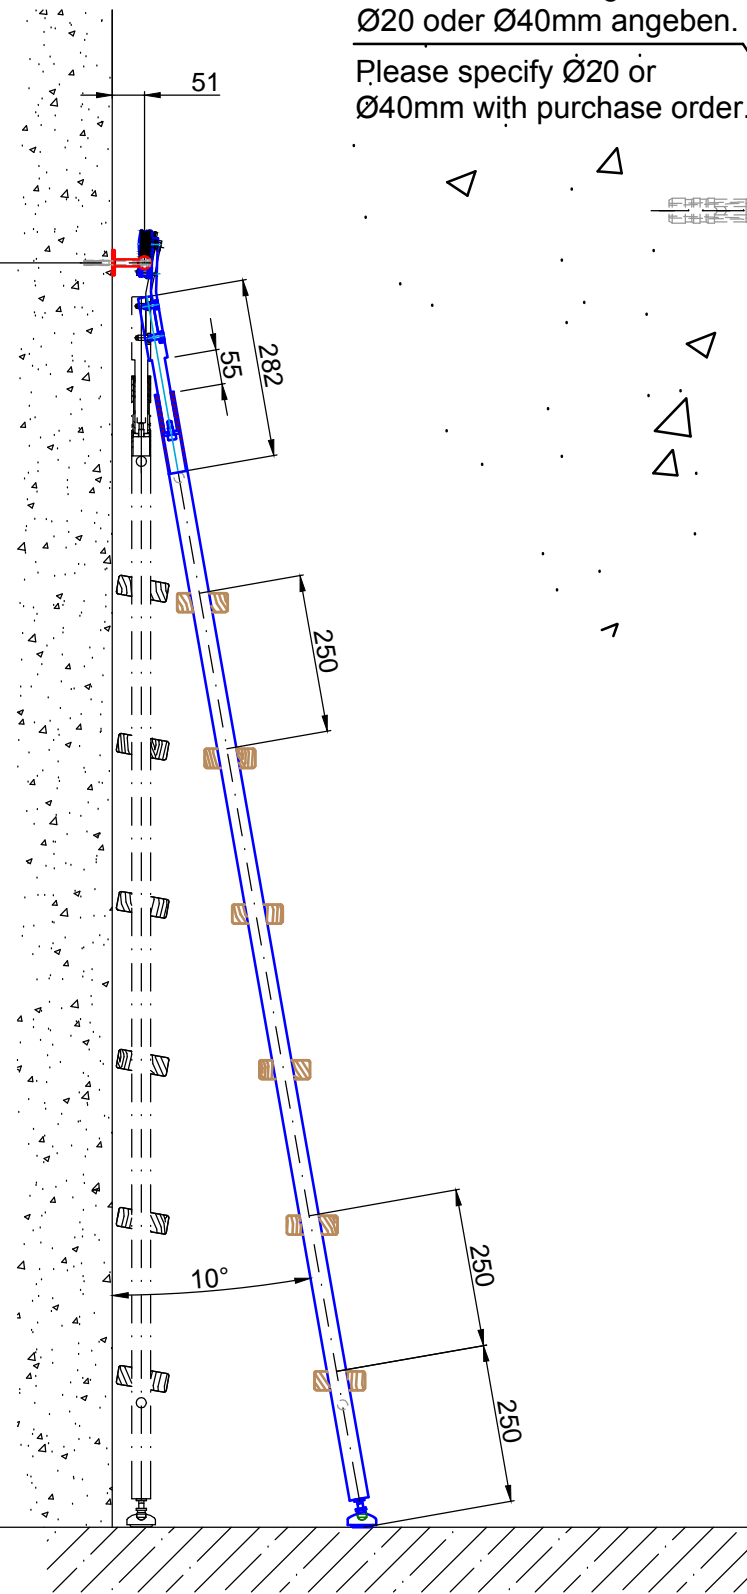 Ø20 oder Ø40mm angeben.
Please specify Ø20 or
Ø40mm with purchase order.
51
282
55
250
10°
250
250